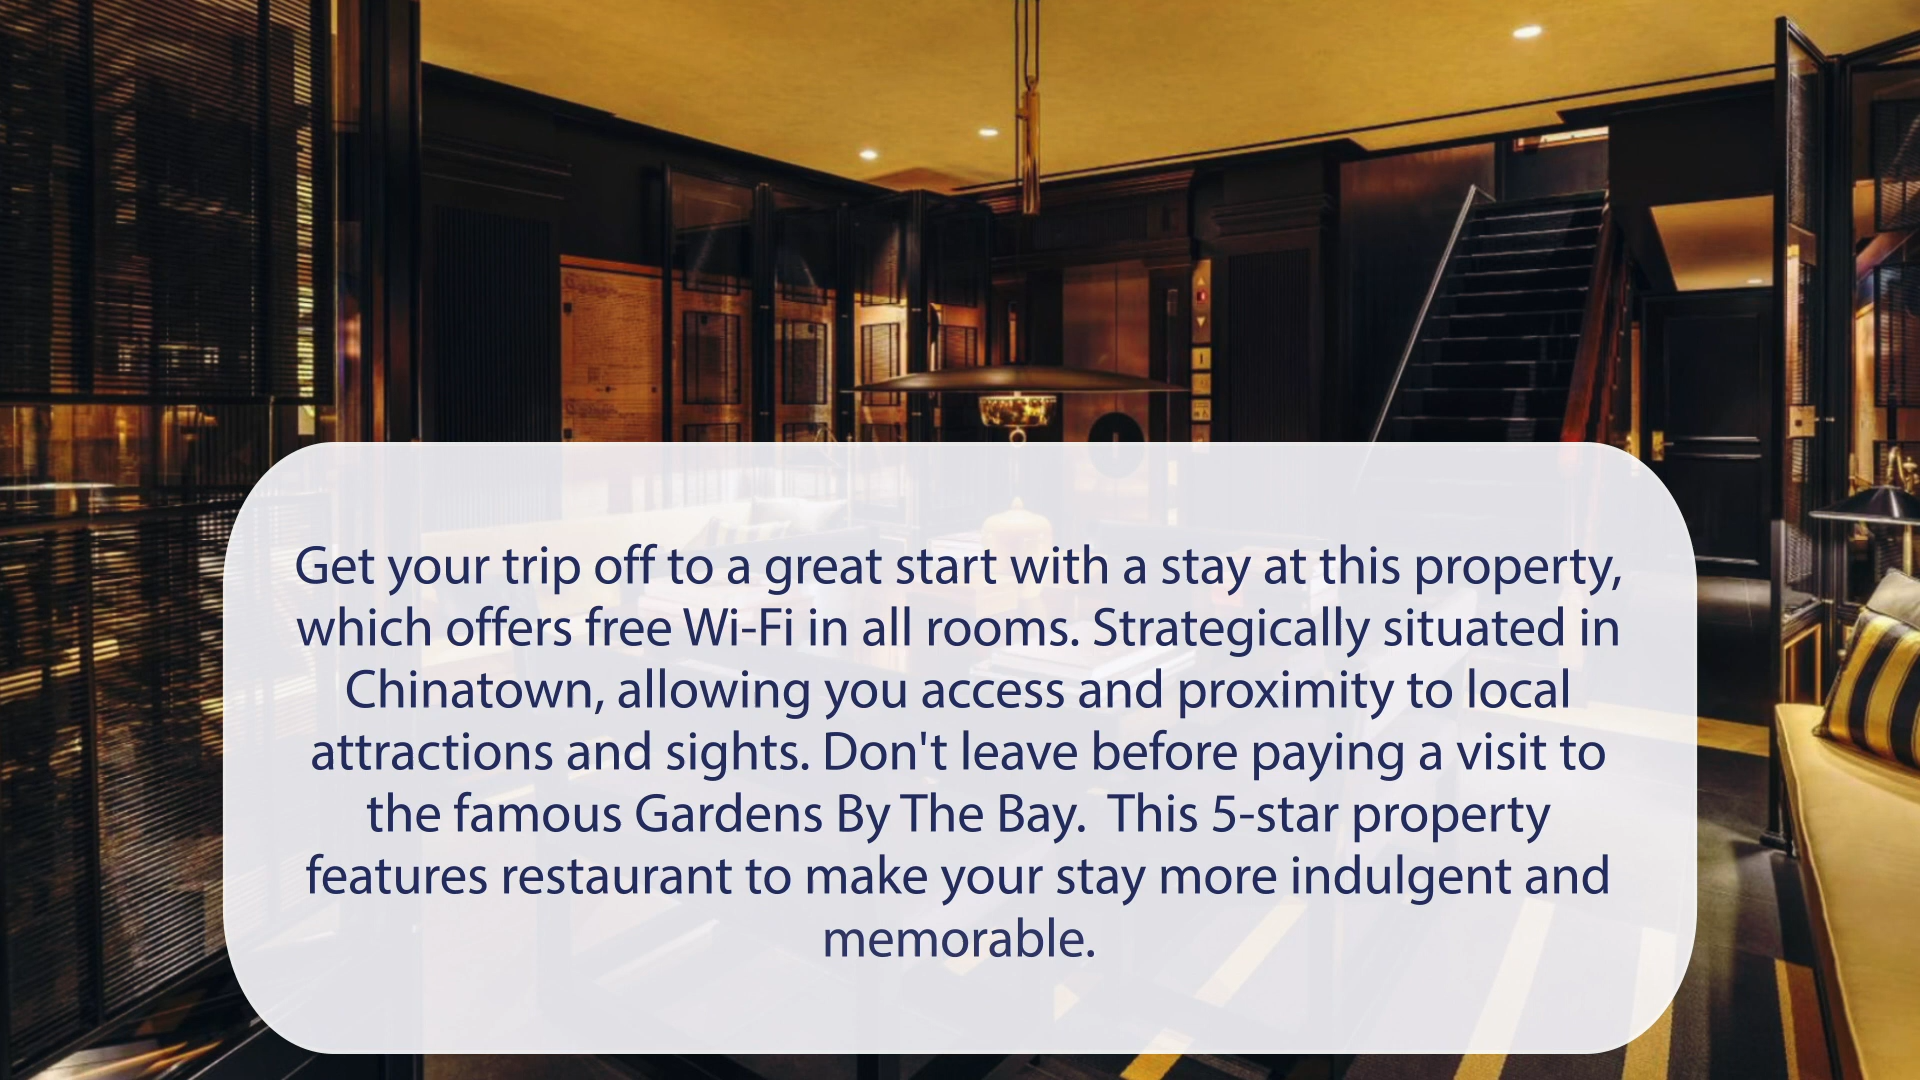 Get your trip off to a great start with a stay at this property,
which offers free Wi-Fi in all rooms. Strategically situated in
Chinatown, allowing you access and proximity to local
attractions and sights. Don't leave before paying a visit to
the famous Gardens By The Bay.  This 5-star property
features restaurant to make your stay more indulgent and
memorable.